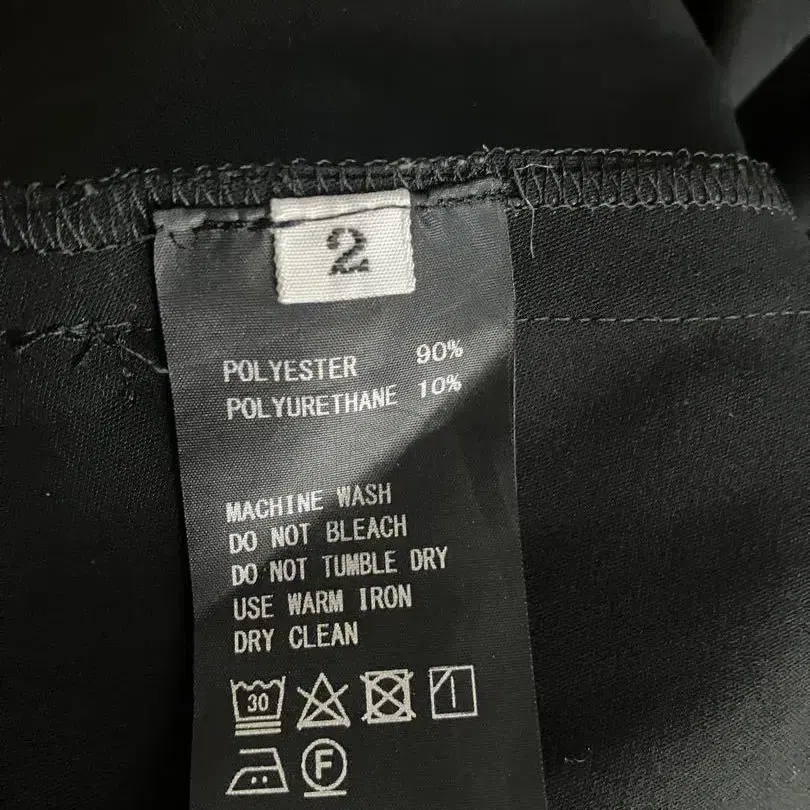 2
POLYESTER 90%
POLYURETHANE 10%
MACHINE WASH
DO NOT BLEACH
DO NOT TUMBLE DRY
USE WARM IRON
DRY CLEAN
30
F